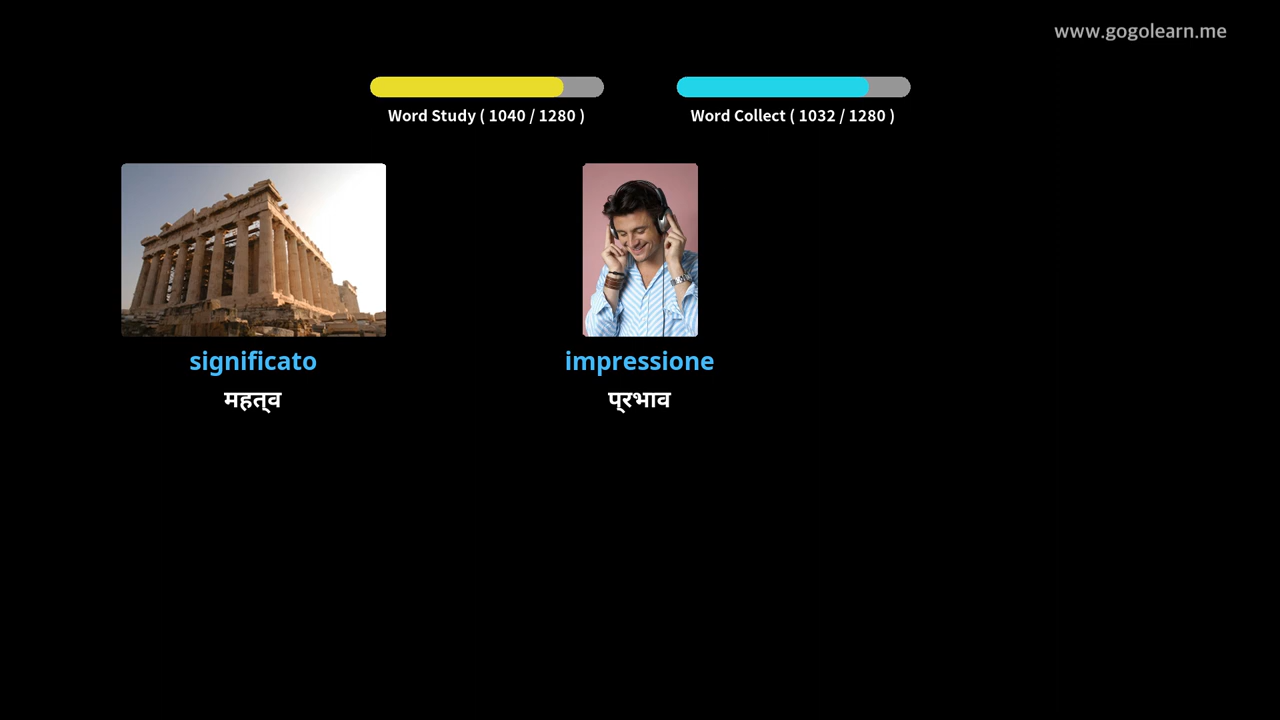 www.gogolearn.me
Word Study ( 1040 / 1280 )
Word Collect ( 1032 / 1280 )
significato
महत्व
impressione
प्रभाव